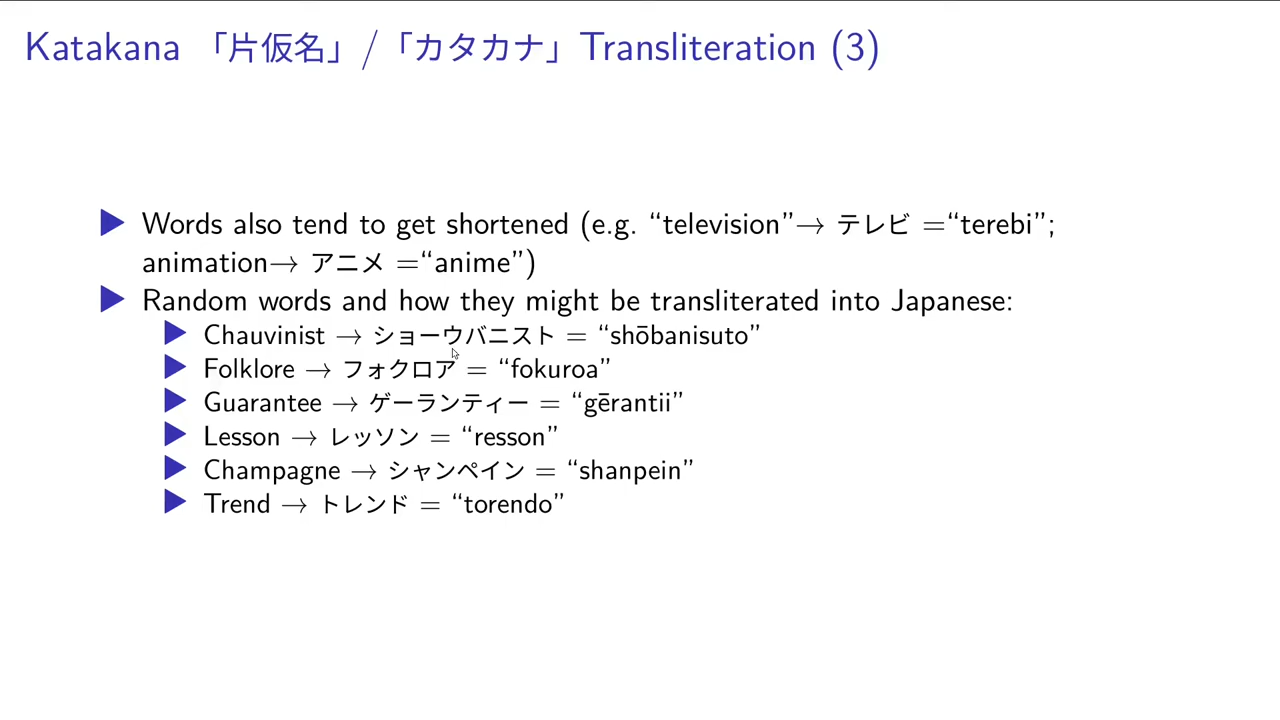 Katakana 「片仮名」/「カタカナ」Transliteration (3)
▶ Words also tend to get shortened (e.g. “television”→ テレビ =“terebi”;
animation→ アニメ =“anime”)
▶ Random words and how they might be transliterated into Japanese:
▶ Chauvinist → ショーウバニスト = “shōbanisuto”
▶ Folklore → フォクロア = “fokuroa”
▶ Guarantee → ゲーランティー = “gērantii”
▶ Lesson → レッソン = “resson”
▶ Champagne → シャンペイン = “shanpein”
▶ Trend → トレンド = “torendo”